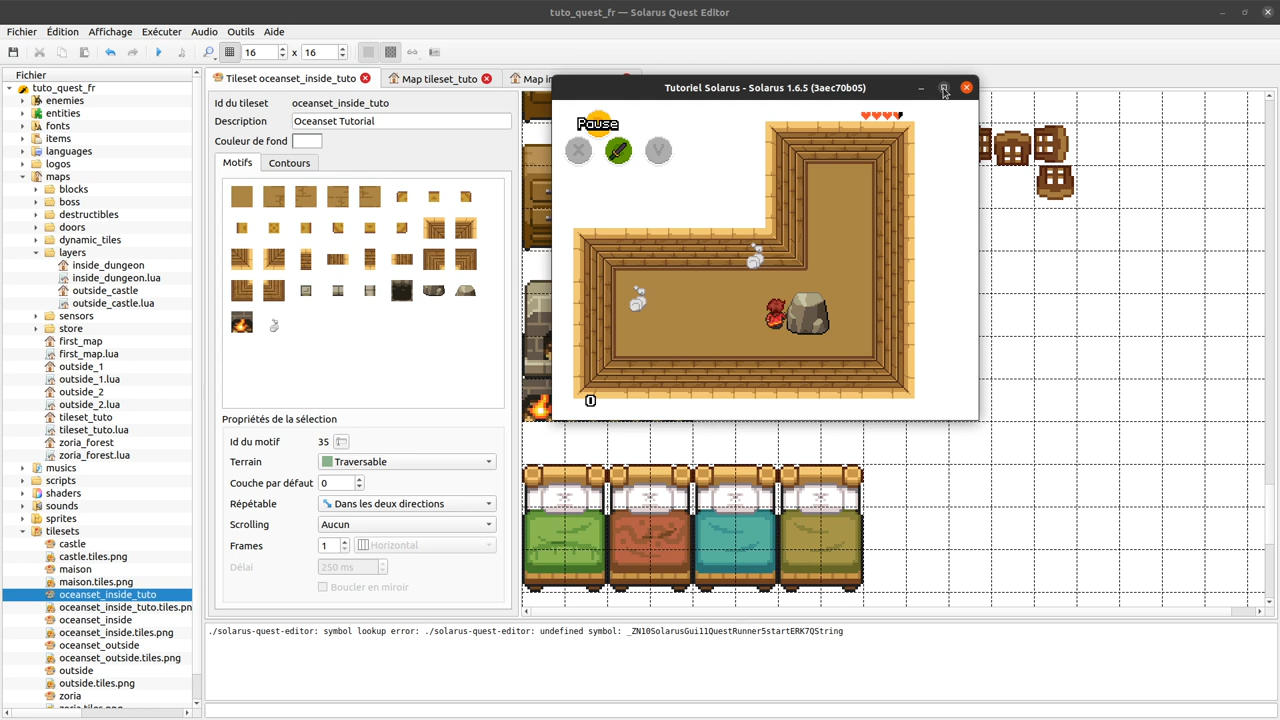 tuto_quest_fr — Solarus Quest Editor
Fichier Édition Affichage Exécuter Audio Outils Aide
16 x 16
Fichier
tuto_quest_fr
enemies
entities
fonts
items
languages
logos
maps
blocks
boss
destructibles
doors
dynamic_tiles
layers
inside_dungeon
inside_dungeon.lua
outside_castle
outside_castle.lua
sensors
store
first_map
first_map.lua
outside_1
outside_1.lua
outside_2
outside_2.lua
tileset_tuto
tileset_tuto.lua
zoria_forest
zoria_forest.lua
musics
scripts
shaders
sounds
sprites
tilesets
castle
castle.tiles.png
maison
maison.tiles.png
oceanset_inside_tuto
oceanset_inside_tuto.tiles.pn
oceanset_inside
oceanset_inside.tiles.png
oceanset_outside
oceanset_outside.tiles.png
outside
outside.tiles.png
zoria
zoria.tiles.png
Tileset oceanset_inside_tuto
Map tileset_tuto
Map in
Id du tileset oceanset_inside_tuto
Description Oceanset Tutorial
Couleur de fond
Motifs Contours
Propriétés de la sélection
Id du motif 35
Terrain Traversable
Couche par défaut 0
Répétable Dans les deux directions
Scrolling Aucun
Frames 1 Horizontal
Délai 250 ms
Boucler en miroir
Tutoriel Solarus - Solarus 1.6.5 (3aec70b05)
Pause
X
Y
0
./solarus-quest-editor: symbol lookup error: ./solarus-quest-editor: undefined symbol: _ZN10SolarusGui11QuestRunner5startERK7QString